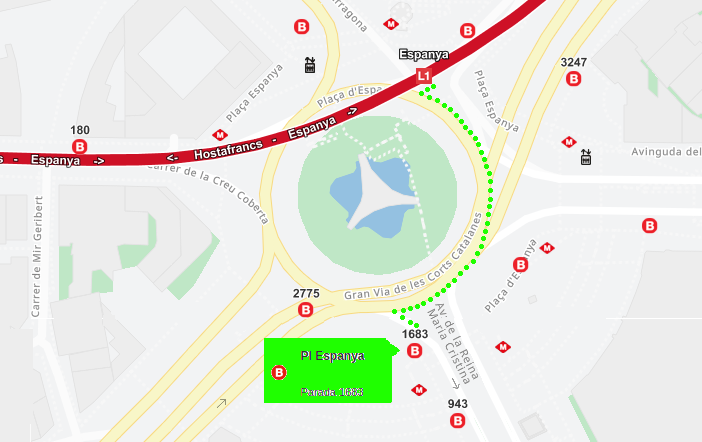 arragona
B
M
B
Espanya
L1
3247
B
Plaça Espanya
Plaça d'Espa
Plaça Espanya
180
B
M
M
s - Espanya ->
<- Hostafrancs - Espanya ->
Avinguda del
Carrer de la Creu Coberta
Carrer de Mir Geribert
B
Gran Via de les Corts Catalanes
Plaça d'Espanya
M
B
2775
B
Av. de la Reina
Maria Cristina
1683
B
M
Pl Espanya
B
Parada 1683
M
943
B